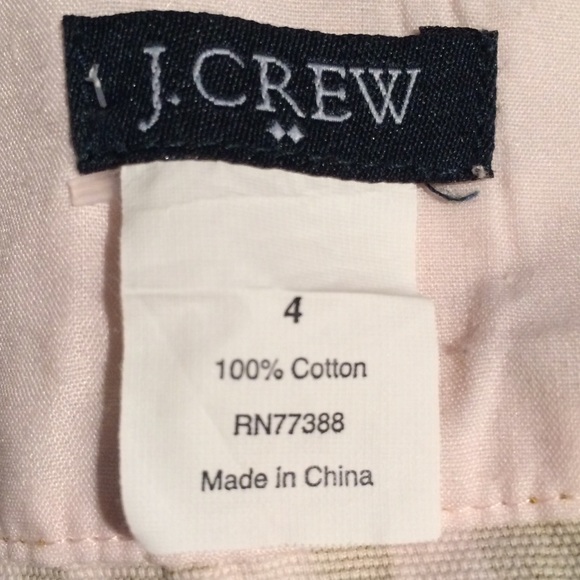 J.CREW
4
100% Cotton
RN77388
Made in China